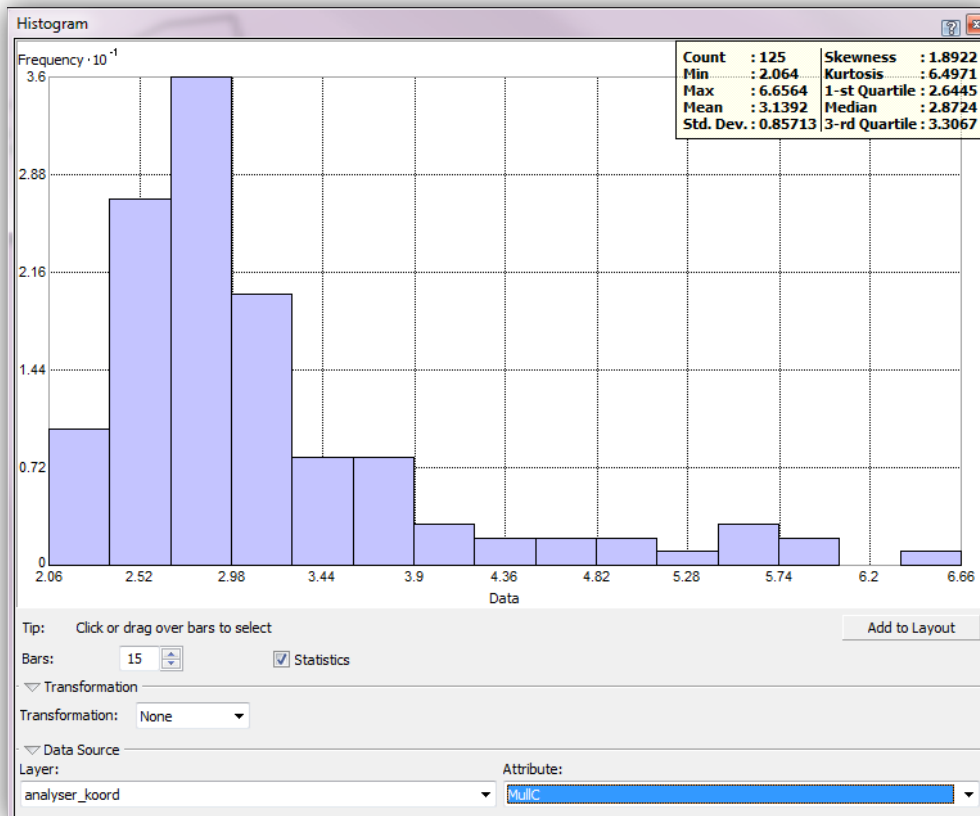 Histogram
Frequency · 10⁻¹
Count : 125 Skewness : 1.8922
Min : 2.064 Kurtosis : 6.4971
Max : 6.6564 1-st Quartile : 2.6445
Mean : 3.1392 Median : 2.8724
Std. Dev. : 0.85713 3-rd Quartile : 3.3067
3.6
2.88
2.16
1.44
0.72
0
2.06 2.52 2.98 3.44 3.9 4.36 4.82 5.28 5.74 6.2 6.66
Data
Tip: Click or drag over bars to select
Add to Layout
Bars: 15 Statistics
Transformation
Transformation: None
Data Source
Layer: Attribute:
analyser_koord MullC